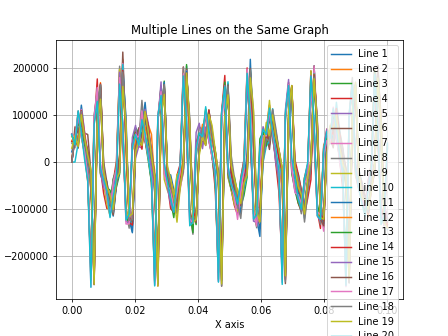 Multiple Lines on the Same Graph
200000
100000
0
−100000
−200000
0.00
0.02
0.04
0.06
X axis
Line 1
Line 2
Line 3
Line 4
Line 5
Line 6
Line 7
Line 8
Line 9
Line 10
Line 11
Line 12
Line 13
Line 14
Line 15
Line 16
Line 17
Line 18
Line 19
Line 20